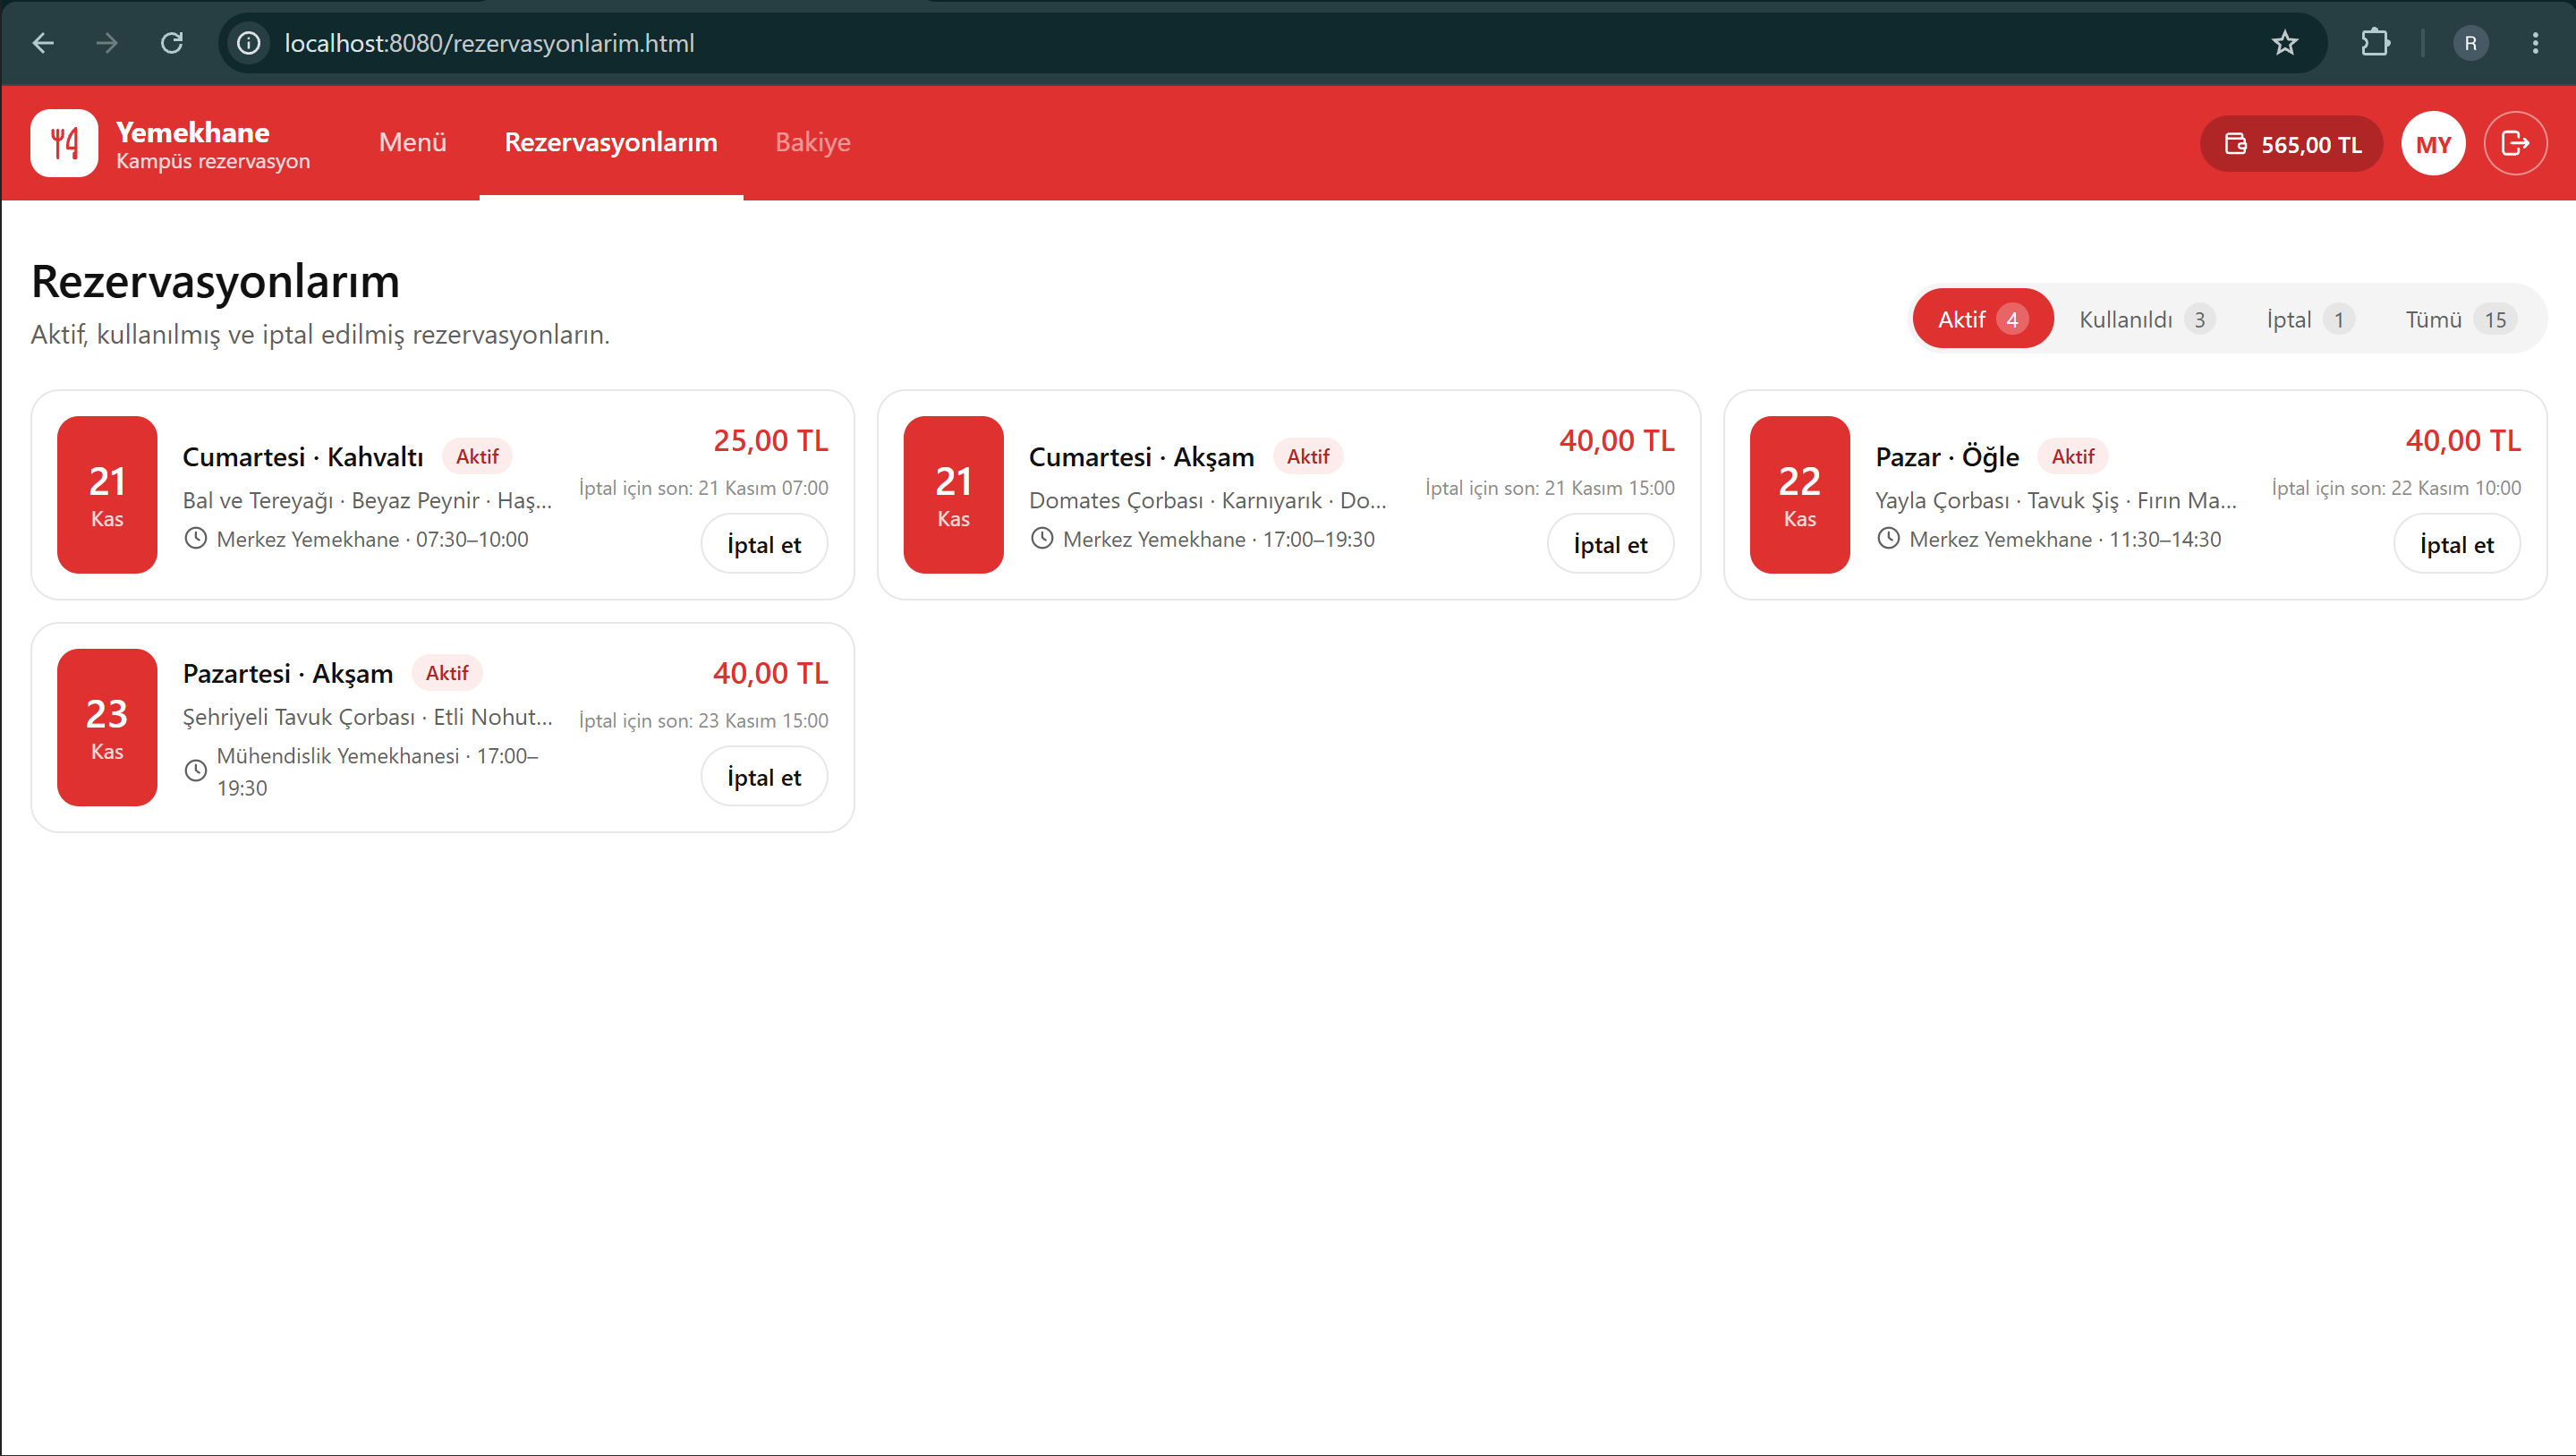 localhost:8080/rezervasyonlarim.html
R
Yemekhane
Kampüs rezervasyon
Menü
Rezervasyonlarım
Bakiye
565,00 TL
MY
Rezervasyonlarım
Aktif, kullanılmış ve iptal edilmiş rezervasyonların.
Aktif 4
Kullanıldı 3
İptal 1
Tümü 15
21
Kas
Cumartesi · Kahvaltı Aktif
Bal ve Tereyağı · Beyaz Peynir · Haş...
Merkez Yemekhane · 07:30–10:00
25,00 TL
İptal için son: 21 Kasım 07:00
İptal et
21
Kas
Cumartesi · Akşam Aktif
Domates Çorbası · Karnıyarık · Do...
Merkez Yemekhane · 17:00–19:30
40,00 TL
İptal için son: 21 Kasım 15:00
İptal et
22
Kas
Pazar · Öğle Aktif
Yayla Çorbası · Tavuk Şiş · Fırın Ma...
Merkez Yemekhane · 11:30–14:30
40,00 TL
İptal için son: 22 Kasım 10:00
İptal et
23
Kas
Pazartesi · Akşam Aktif
Şehriyeli Tavuk Çorbası · Etli Nohut...
Mühendislik Yemekhanesi · 17:00–
19:30
40,00 TL
İptal için son: 23 Kasım 15:00
İptal et